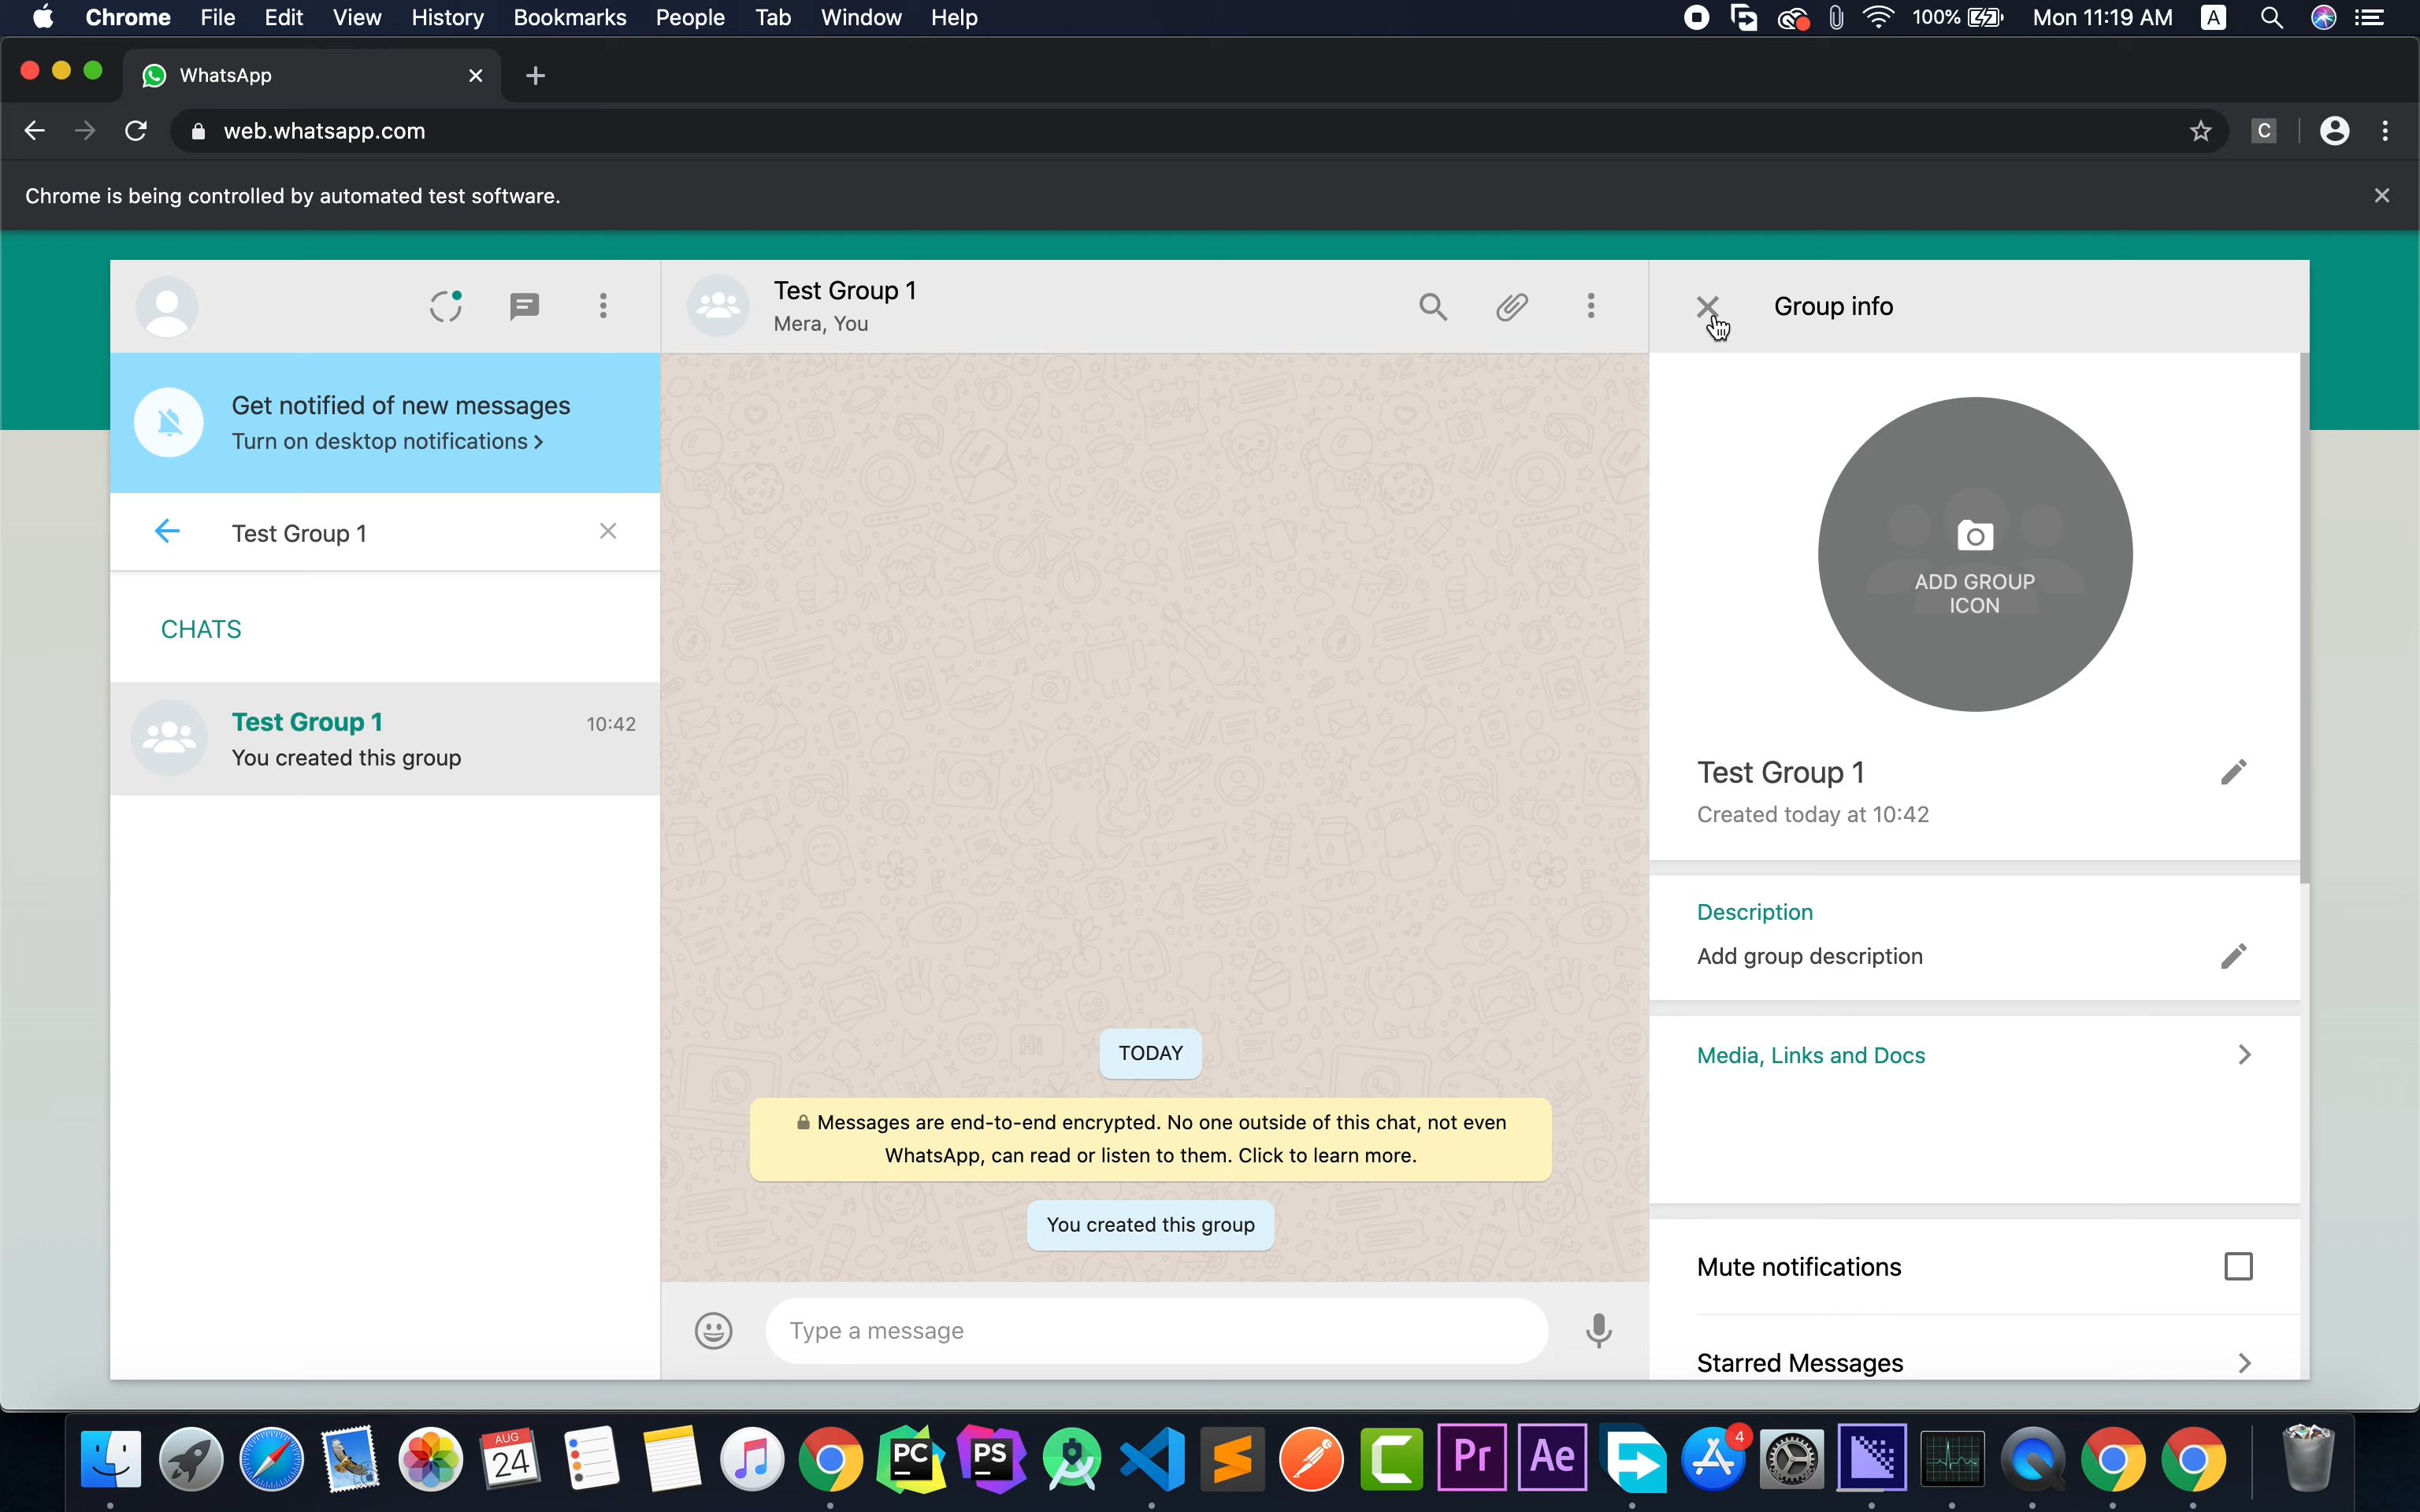 Chrome File Edit View History Bookmarks People Tab Window Help
100% Mon 11:19 AM A
WhatsApp
web.whatsapp.com
C
Chrome is being controlled by automated test software.
Get notified of new messages
Turn on desktop notifications >
Test Group 1
CHATS
Test Group 1 10:42
You created this group
Test Group 1
Mera, You
TODAY
Messages are end-to-end encrypted. No one outside of this chat, not even
WhatsApp, can read or listen to them. Click to learn more.
You created this group
Type a message
Group info
ADD GROUP
ICON
Test Group 1
Created today at 10:42
Description
Add group description
Media, Links and Docs
Mute notifications
Starred Messages
AUG
24
PC
PS
C
Pr
Ae
4